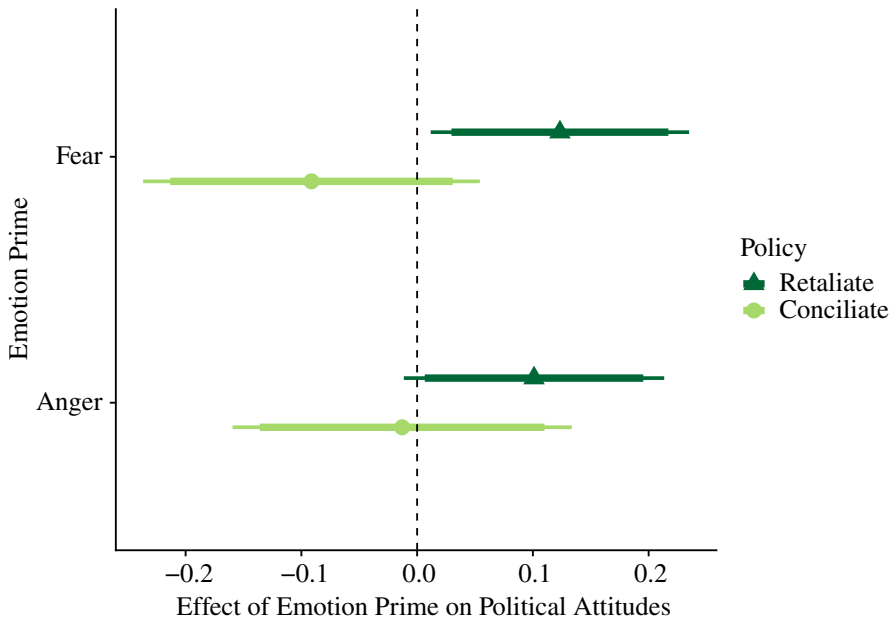 Emotion Prime
Fear
Anger
−0.2
−0.1
0.0
0.1
0.2
Effect of Emotion Prime on Political Attitudes
Policy
Retaliate
Conciliate